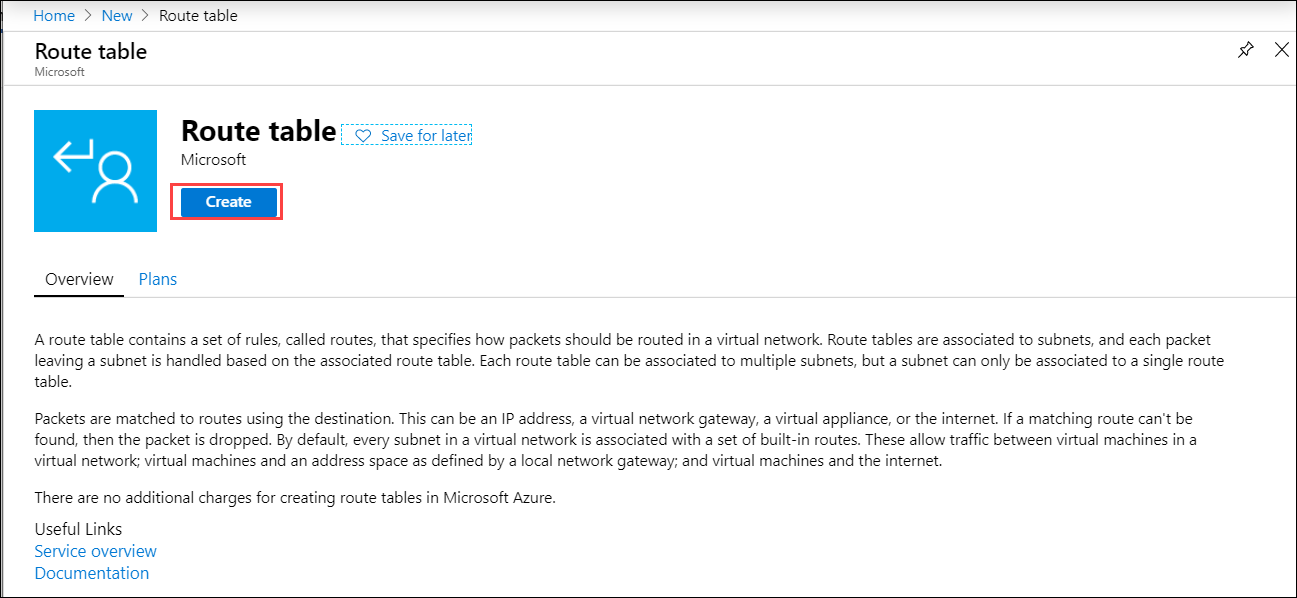 Home > New > Route table
Route table
Microsoft
Route table
Save for later
Microsoft
Create
Overview
Plans
A route table contains a set of rules, called routes, that specifies how packets should be routed in a virtual network. Route tables are associated to subnets, and each packet
leaving a subnet is handled based on the associated route table. Each route table can be associated to multiple subnets, but a subnet can only be associated to a single route
table.
Packets are matched to routes using the destination. This can be an IP address, a virtual network gateway, a virtual appliance, or the internet. If a matching route can't be
found, then the packet is dropped. By default, every subnet in a virtual network is associated with a set of built-in routes. These allow traffic between virtual machines in a
virtual network; virtual machines and an address space as defined by a local network gateway; and virtual machines and the internet.
There are no additional charges for creating route tables in Microsoft Azure.
Useful Links
Service overview
Documentation